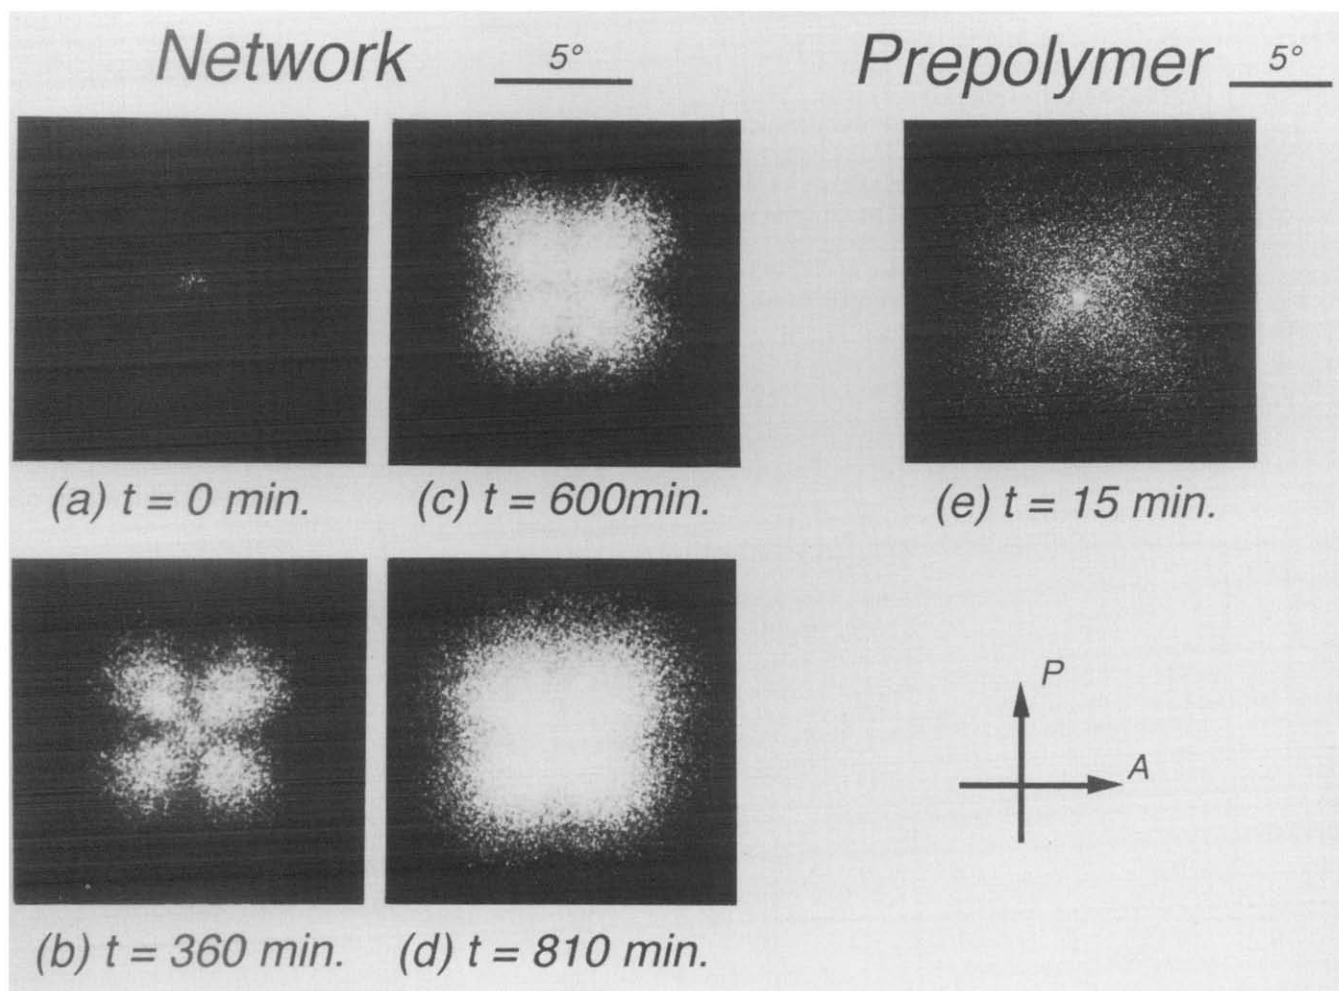 Network 5° Prepolymer 5°
(a) t = 0 min. (c) t = 600min. (e) t = 15 min.
P
A
(b) t = 360 min. (d) t = 810 min.